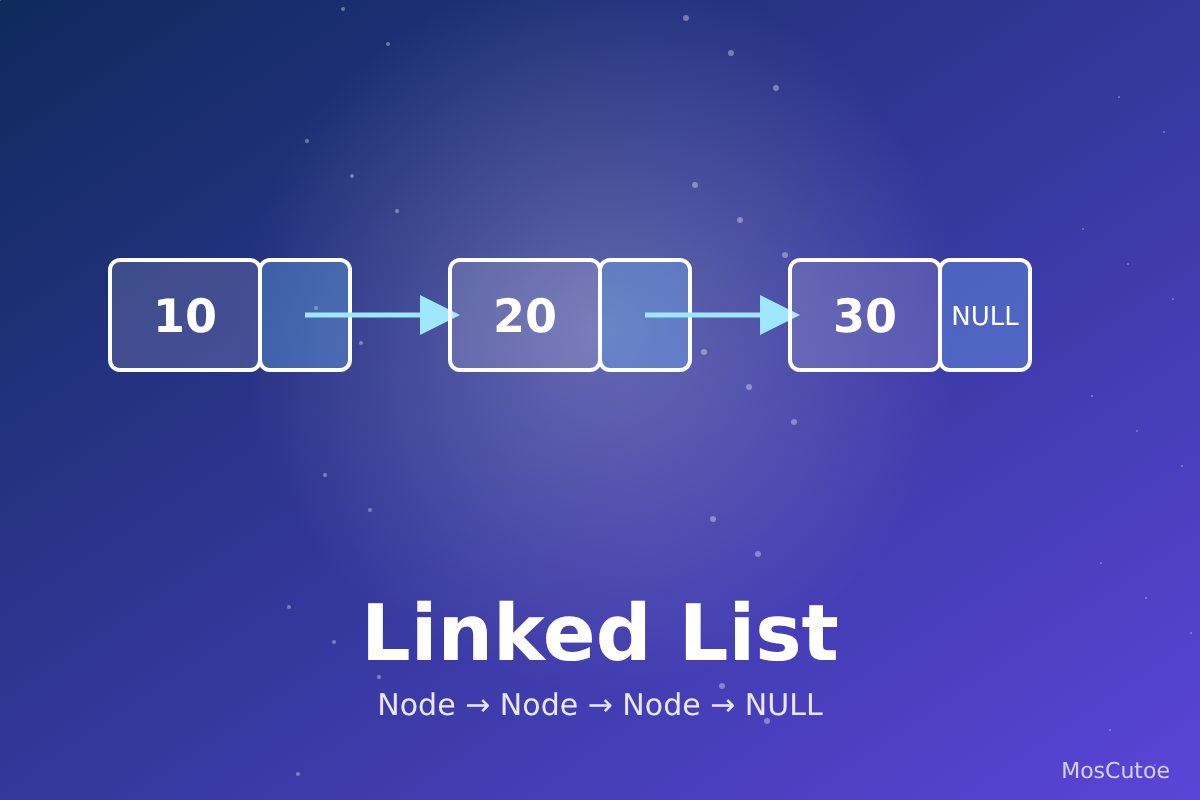 10 20 30 NULL
Linked List
Node → Node → Node → NULL
MosCutoe